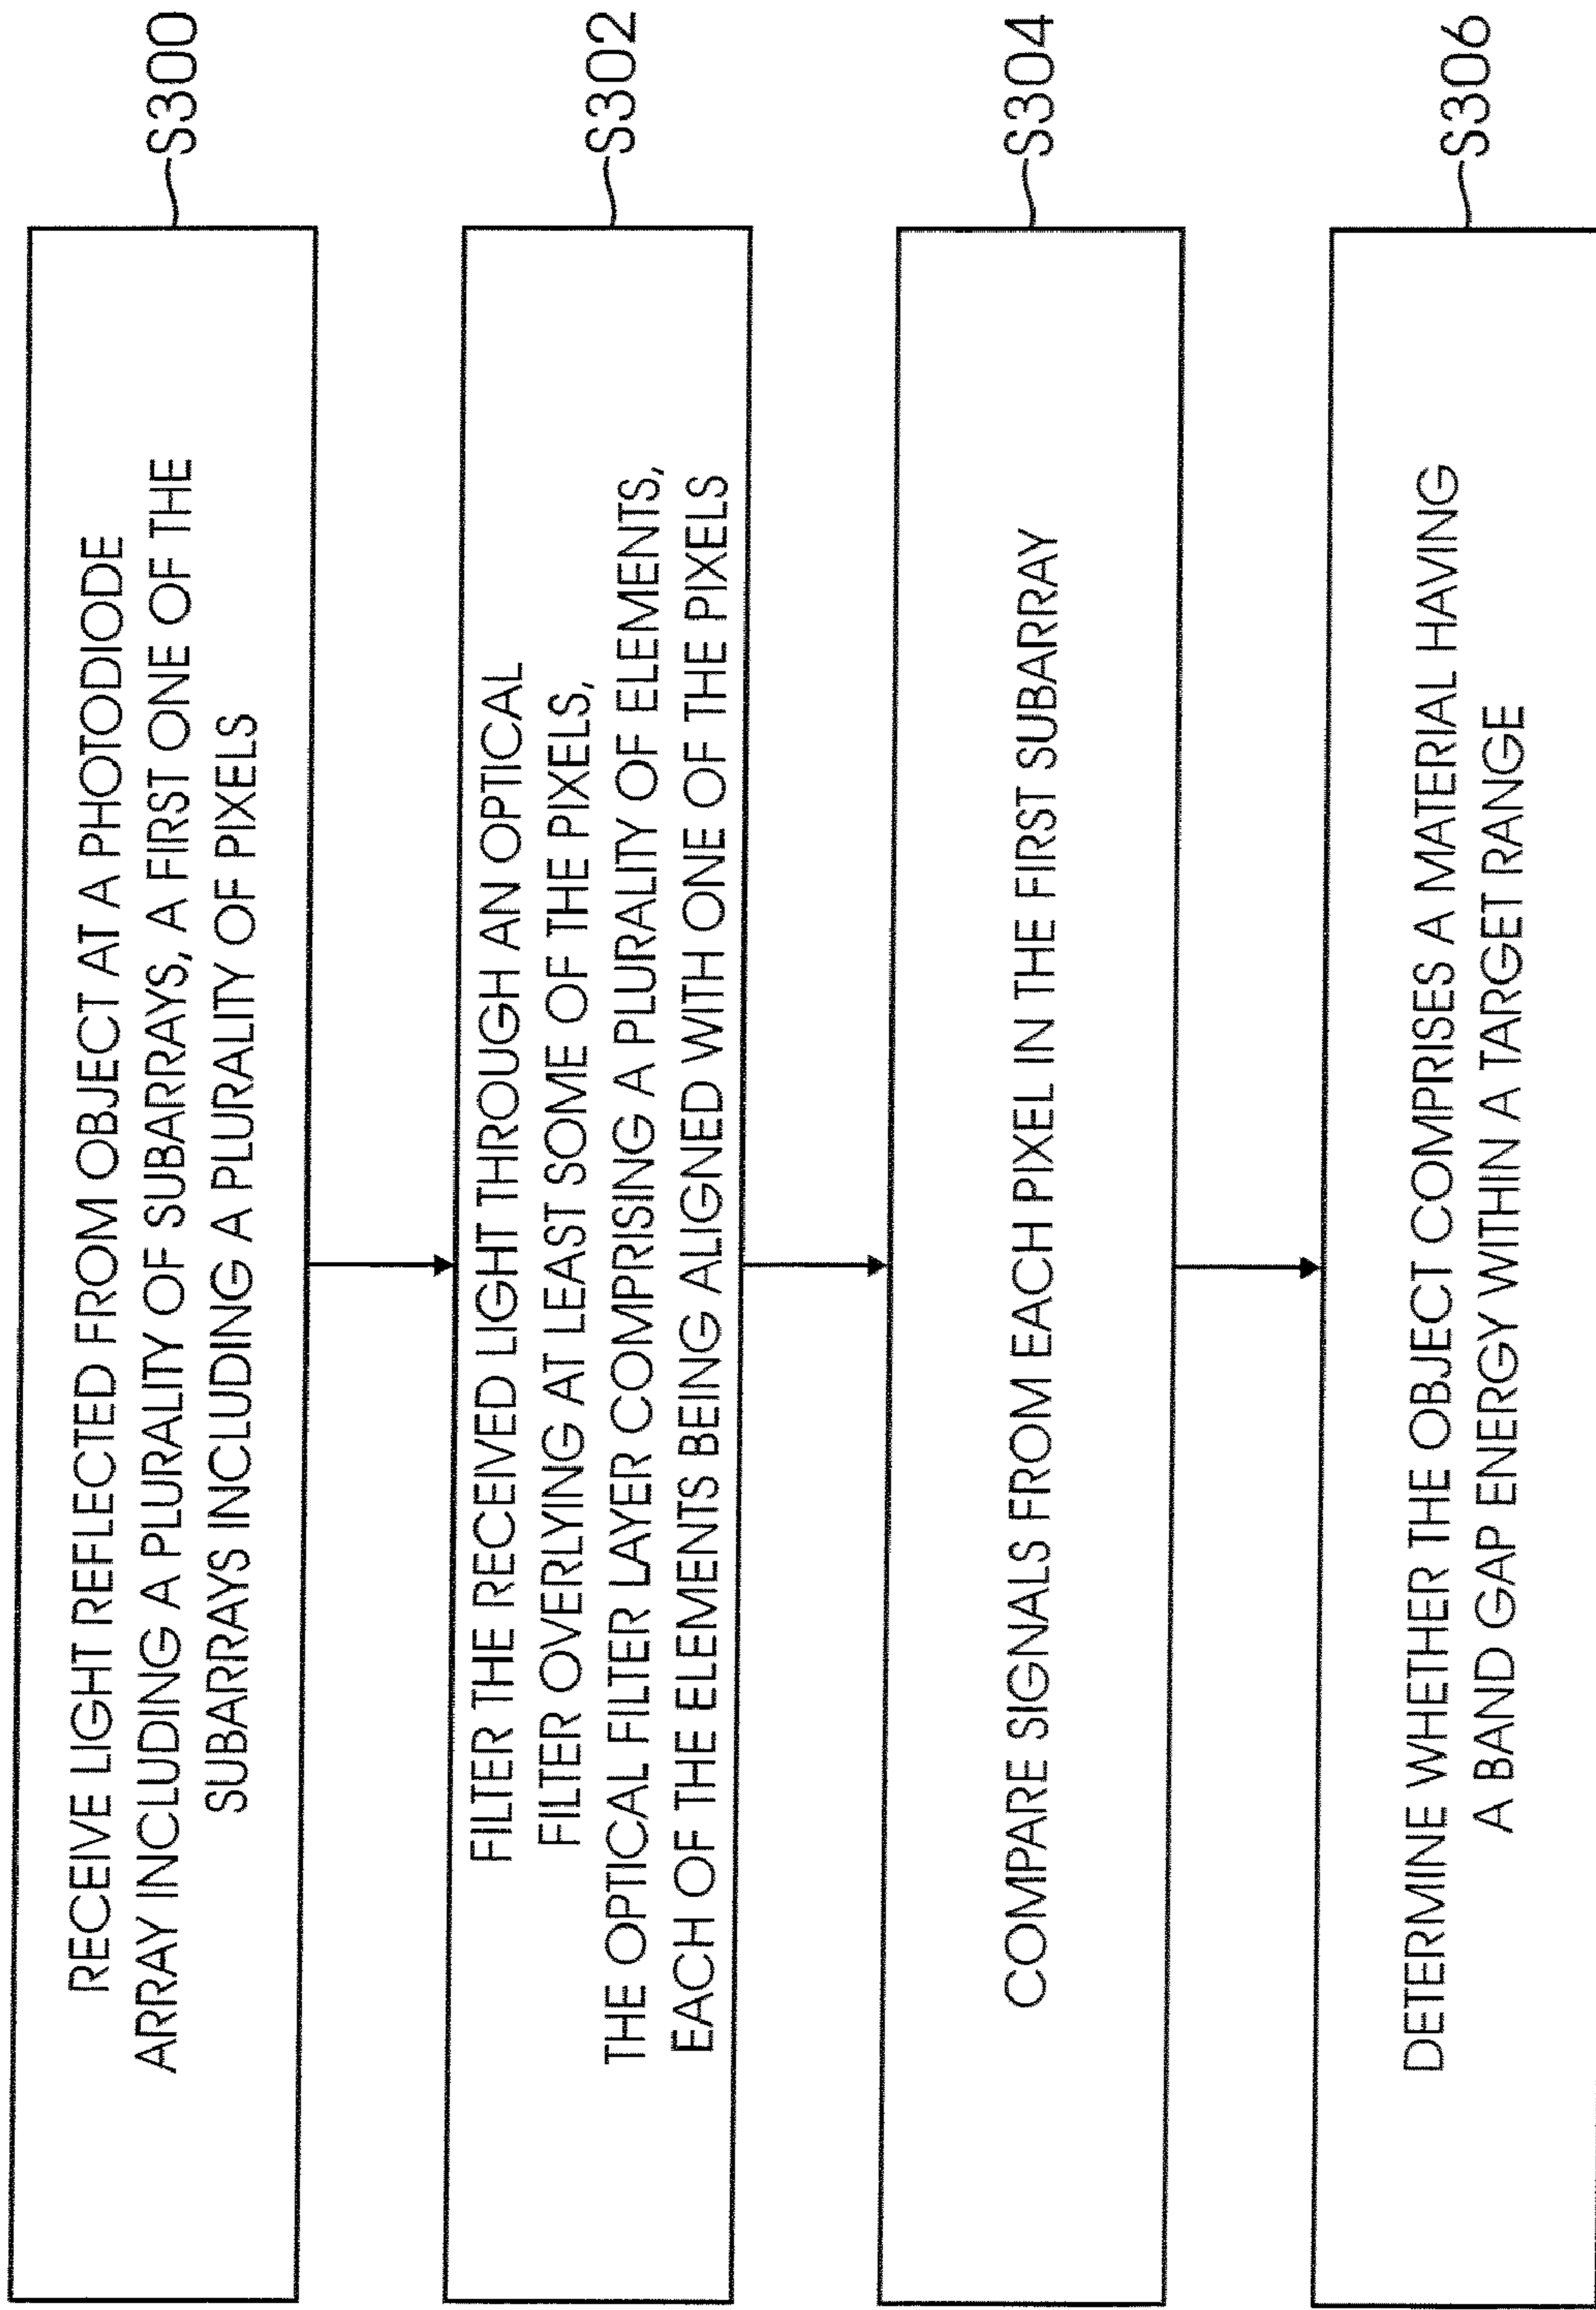 RECEIVE LIGHT REFLECTED FROM OBJECT AT A PHOTODIODE
ARRAY INCLUDING A PLURALITY OF SUBARRAYS, A FIRST ONE OF THE
SUBARRAYS INCLUDING A PLURALITY OF PIXELS
S300
FILTER THE RECEIVED LIGHT THROUGH AN OPTICAL
FILTER OVERLYING AT LEAST SOME OF THE PIXELS,
THE OPTICAL FILTER LAYER COMPRISING A PLURALITY OF ELEMENTS,
EACH OF THE ELEMENTS BEING ALIGNED WITH ONE OF THE PIXELS
S302
COMPARE SIGNALS FROM EACH PIXEL IN THE FIRST SUBARRAY
S304
DETERMINE WHETHER THE OBJECT COMPRISES A MATERIAL HAVING
A BAND GAP ENERGY WITHIN A TARGET RANGE
S306